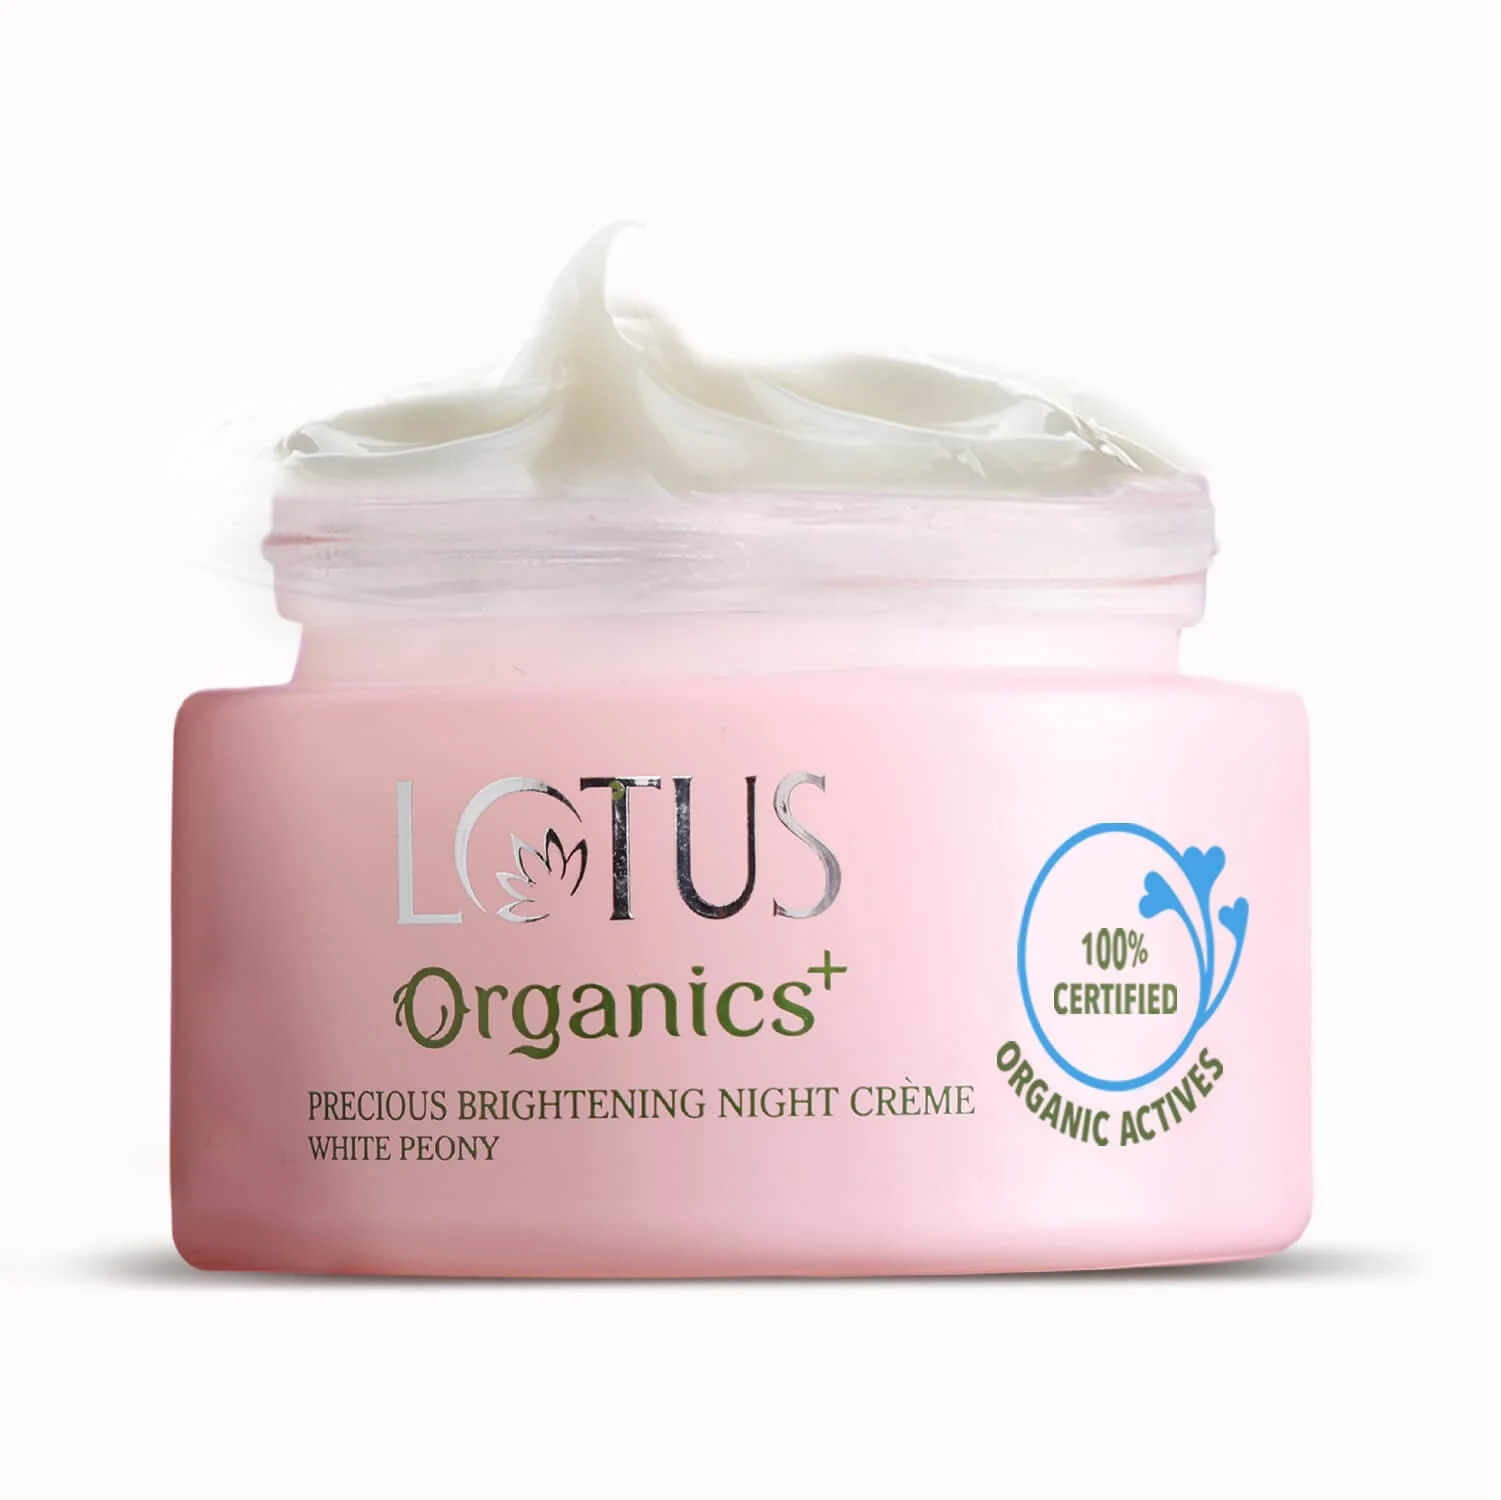 LOTUS
Organics+
PRECIOUS BRIGHTENING NIGHT CRÈME
WHITE PEONY
100%
CERTIFIED
ORGANIC ACTIVES